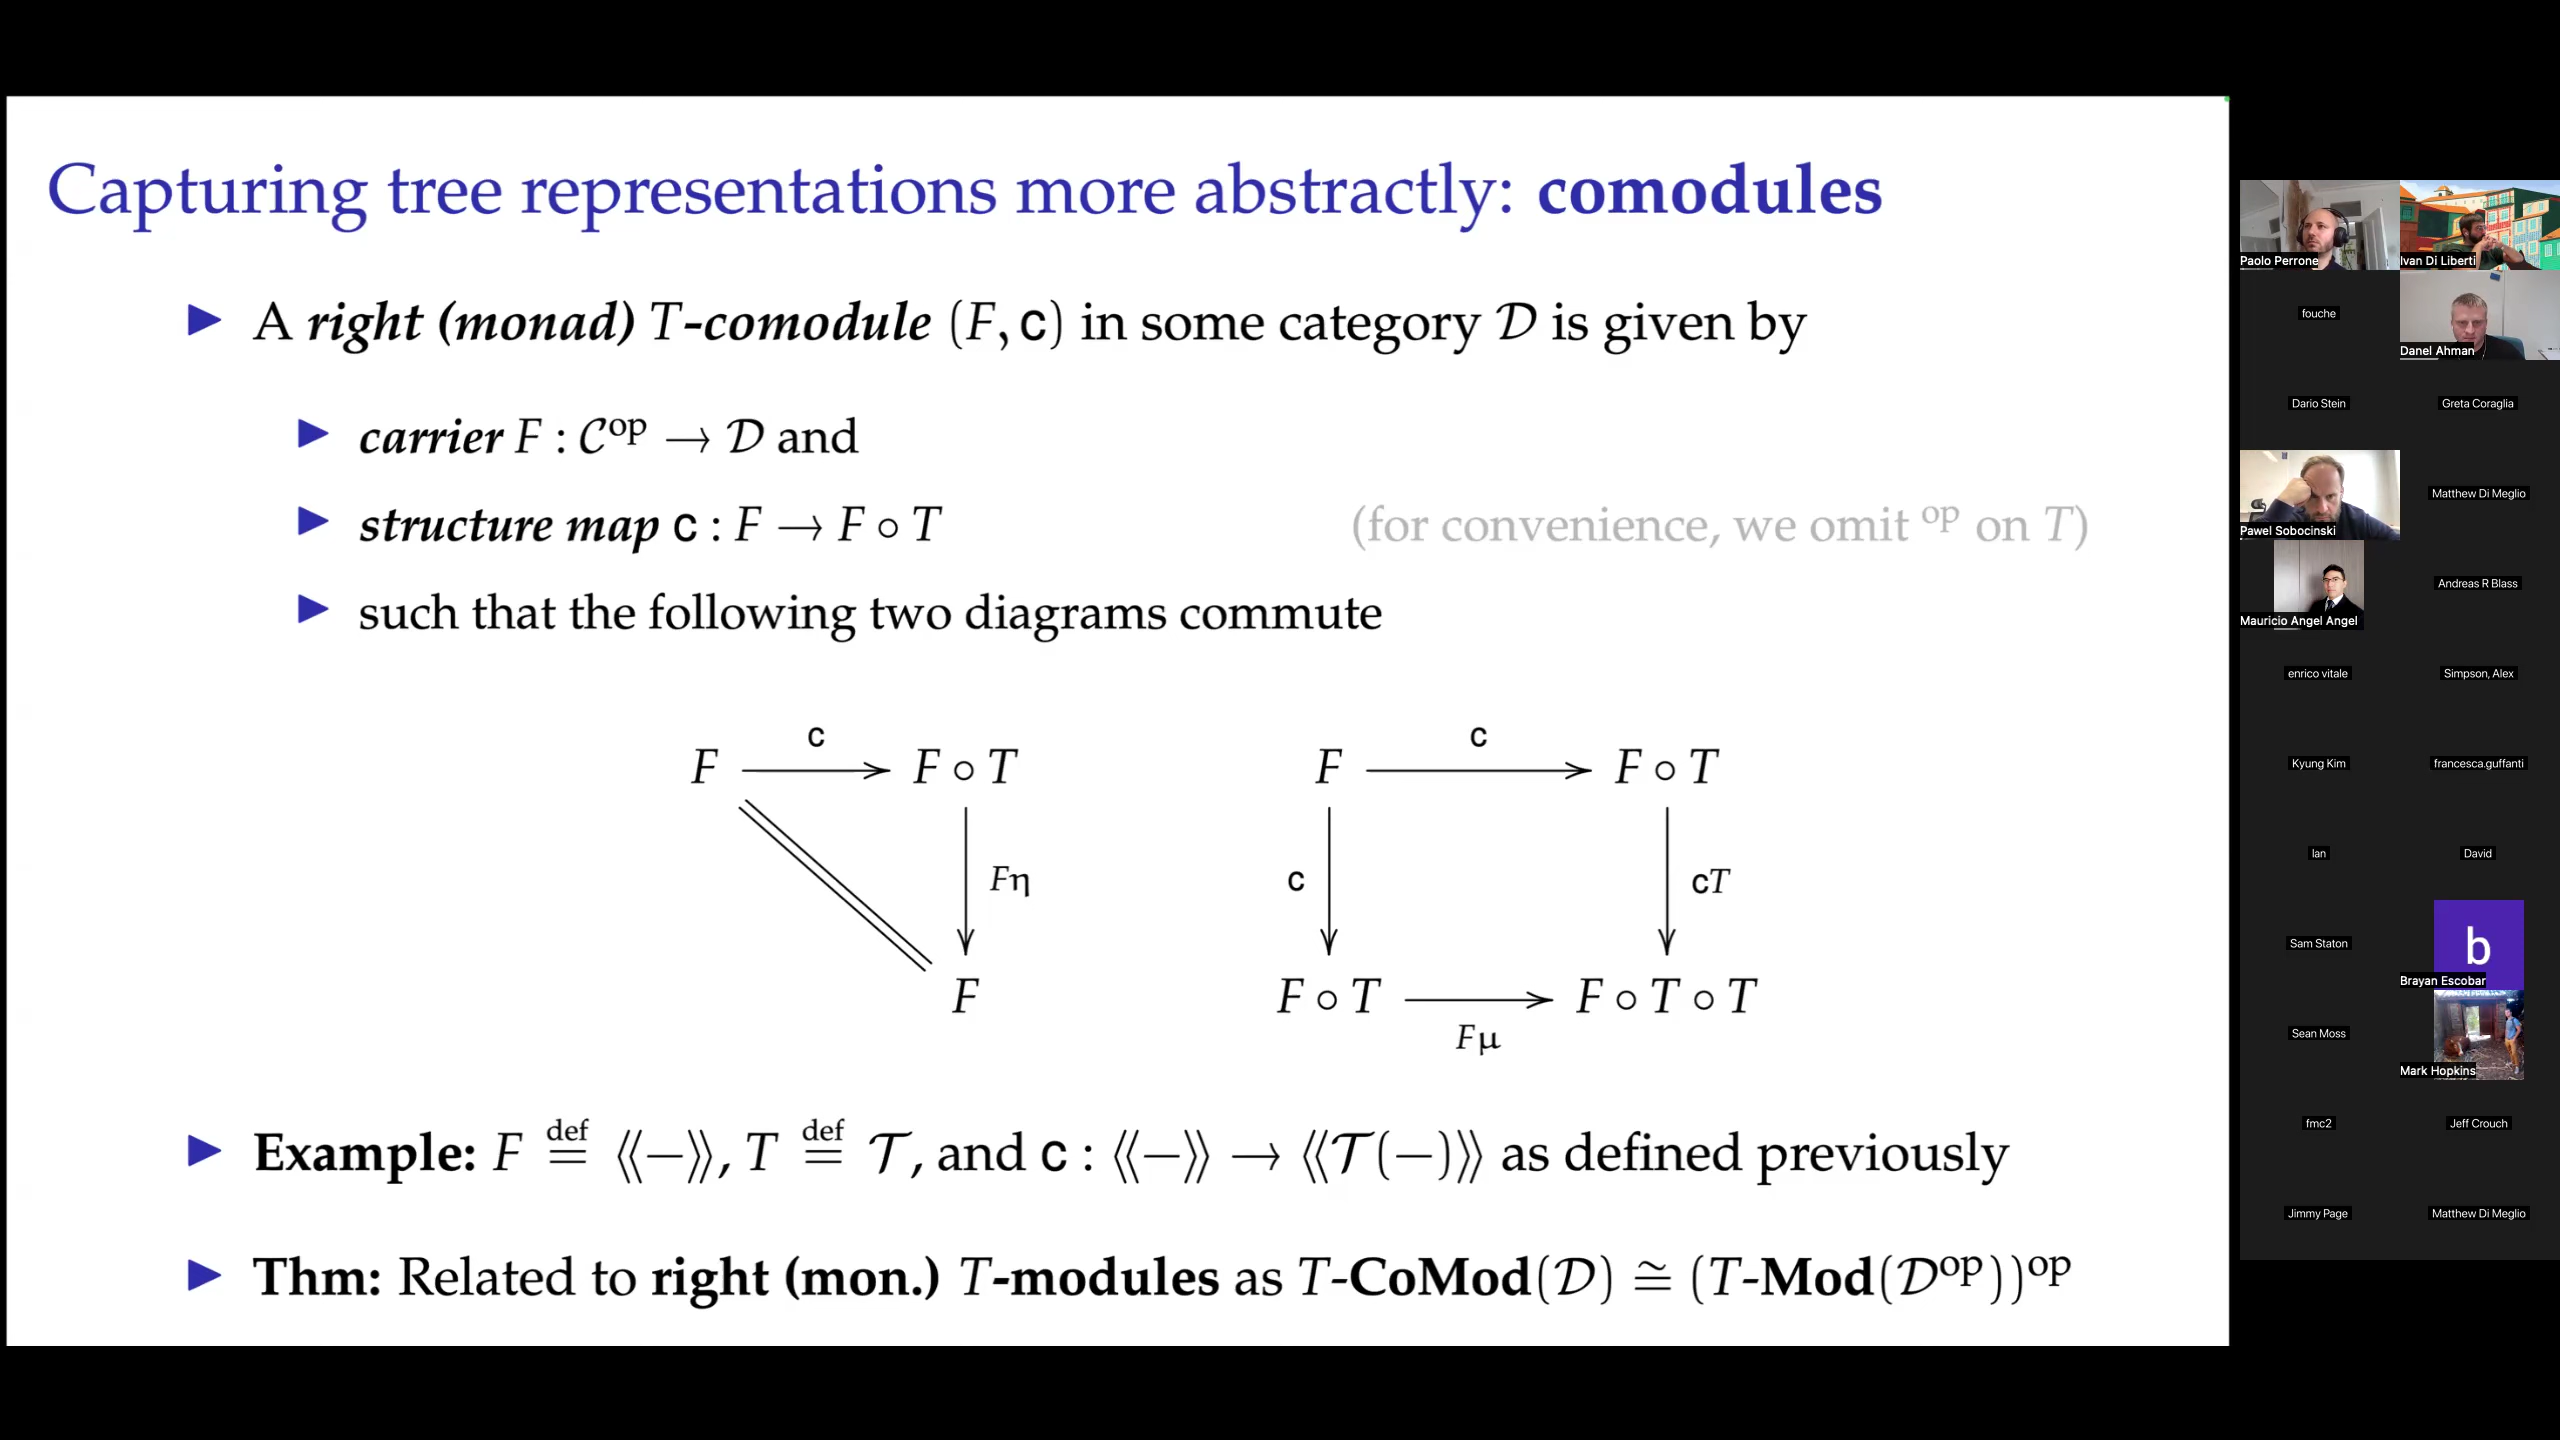 Capturing tree representations more abstractly: comodules
▶ A right (monad) T-comodule (F, c) in some category 𝒟 is given by
▶ carrier F : 𝒞ᵒᵖ → 𝒟 and
▶ structure map c : F → F ∘ T (for convenience, we omit ᵒᵖ on T)
▶ such that the following two diagrams commute
F c F ∘ T F c F ∘ T
Fη c cT
F F ∘ T Fμ F ∘ T ∘ T
▶ Example: F def= ⟪−⟫, T def= 𝒯, and c : ⟪−⟫ → ⟪𝒯(−)⟫ as defined previously
▶ Thm: Related to right (mon.) T-modules as T-CoMod(𝒟) ≅ (T-Mod(𝒟ᵒᵖ))ᵒᵖ
Paolo Perrone
Ivan Di Liberti
fouche
Danel Ahman
Dario Stein
Greta Coraglia
Pawel Sobocinski
Matthew Di Meglio
Mauricio Angel Angel
Andreas R Blass
enrico vitale
Simpson, Alex
Kyung Kim
francesca.guffanti
Ian
David
Sam Staton
b
Brayan Escobar
Sean Moss
Mark Hopkins
fmc2
Jeff Crouch
Jimmy Page
Matthew Di Meglio